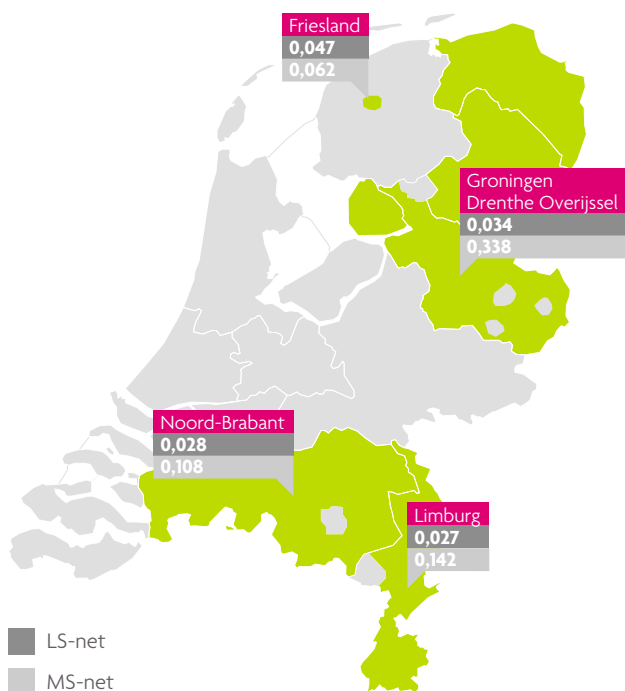 Friesland
0,047
0,062
Groningen
Drenthe Overijssel
0,034
0,338
Noord-Brabant
0,028
0,108
Limburg
0,027
0,142
LS-net
MS-net